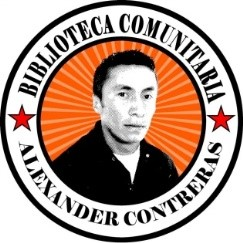 BIBLIOTECA COMUNITARIA
ALEXANDER CONTRERAS